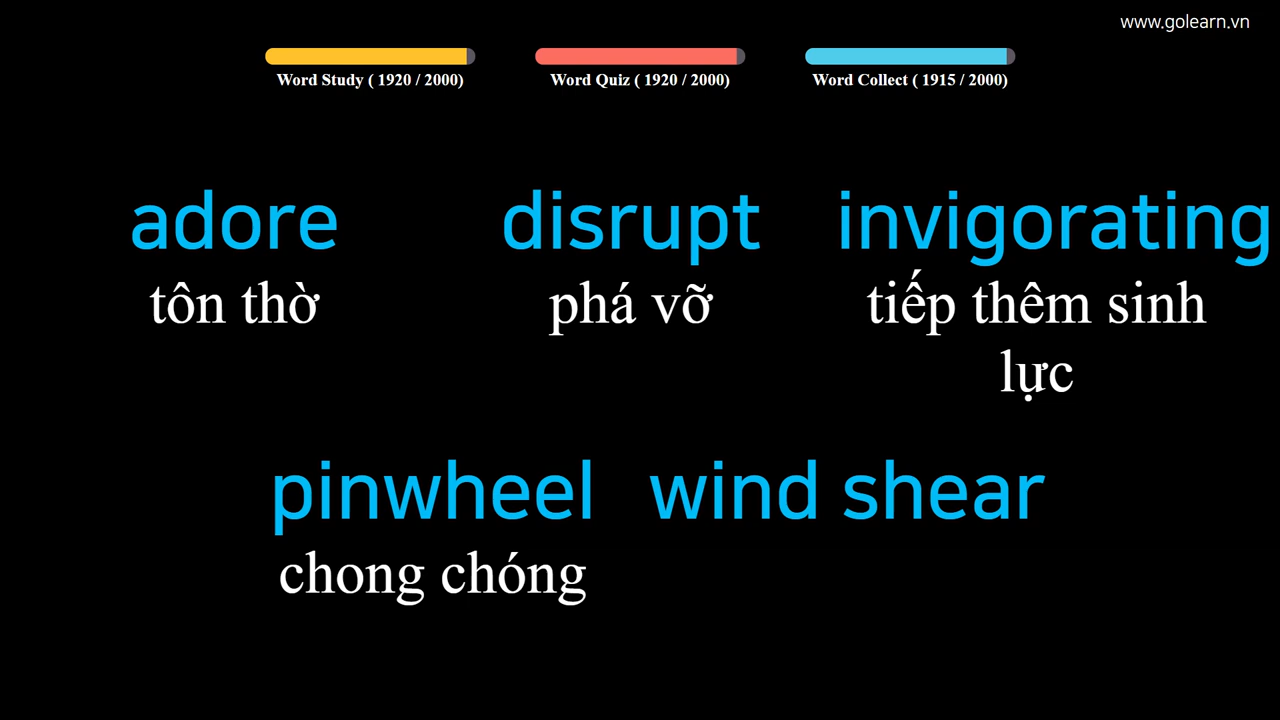 www.golearn.vn
Word Study ( 1920 / 2000) Word Quiz ( 1920 / 2000) Word Collect ( 1915 / 2000)
adore disrupt invigorating
tôn thờ phá vỡ tiếp thêm sinh
lực
pinwheel wind shear
chong chóng